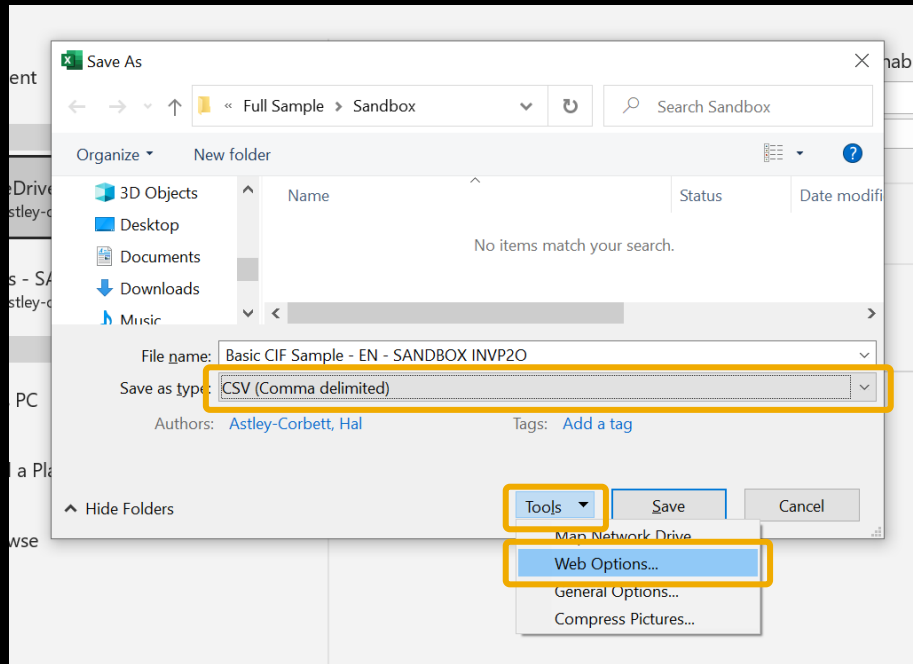 Save As
ent
nab
« Full Sample > Sandbox
Search Sandbox
Organize
New folder
?
eDrive
stley-c
3D Objects
Name
Status
Date modifi
Desktop
No items match your search.
Documents
s - SA
stley-c
Downloads
Music
File name: Basic CIF Sample - EN - SANDBOX INVP2O
Save as type: CSV (Comma delimited)
PC
Authors: Astley-Corbett, Hal
Tags: Add a tag
d a Pla
Hide Folders
Tools
Save
Cancel
wse
Map Network Drive
Web Options...
General Options...
Compress Pictures...